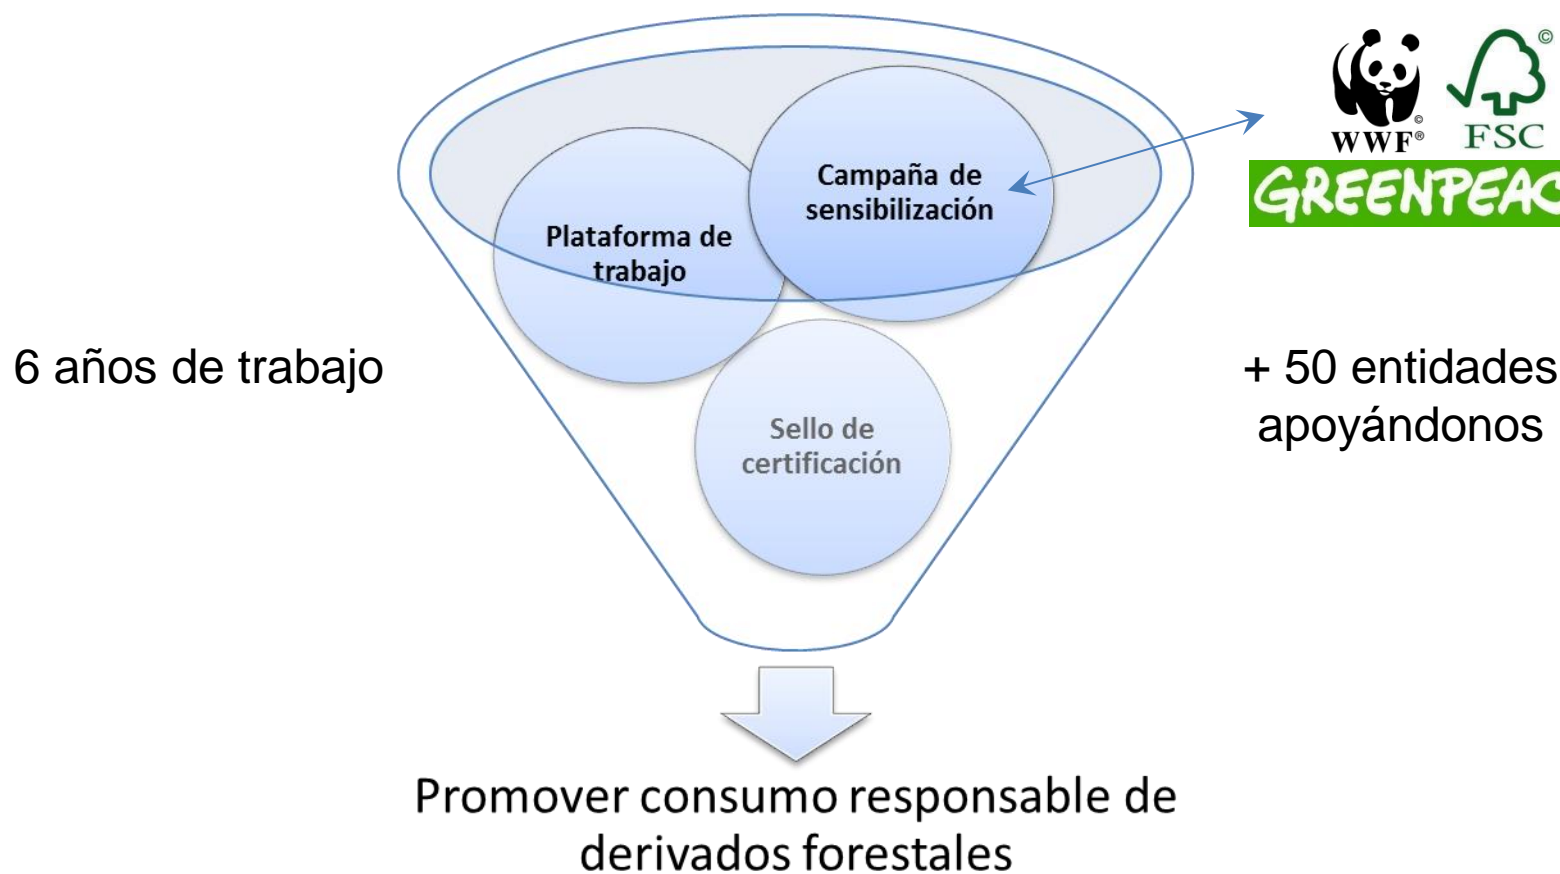 ©
WWF®
©
FSC
GREENPEAC
Campaña de
sensibilización
Plataforma de
trabajo
6 años de trabajo
+ 50 entidades
apoyándonos
Sello de
certificación
Promover consumo responsable de
derivados forestales